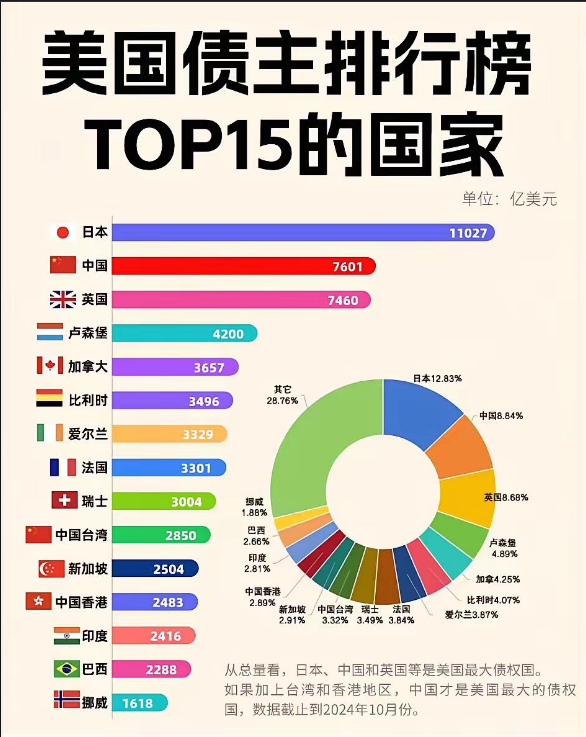 美国债主排行榜
TOP15的国家
单位：亿美元
日本 11027
中国 7601
英国 7460
卢森堡 4200
加拿大 3657
比利时 3496
爱尔兰 3329
法国 3301
瑞士 3004
中国台湾 2850
新加坡 2504
中国香港 2483
印度 2416
巴西 2288
挪威 1618
日本12.83%
中国8.84%
英国8.68%
卢森堡
4.89%
加拿4.25%
比利时4.07%
爱尔兰3.87%
法国
3.84%
瑞士
3.49%
中国台湾
3.32%
新加坡
2.91%
中国香港
2.89%
印度
2.81%
巴西
2.66%
挪威
1.88%
其它
28.76%
从总量看，日本、中国和英国等是美国最大债权国。
如果加上台湾和香港地区，中国才是美国最大的债权
国，数据截止到2024年10月份。